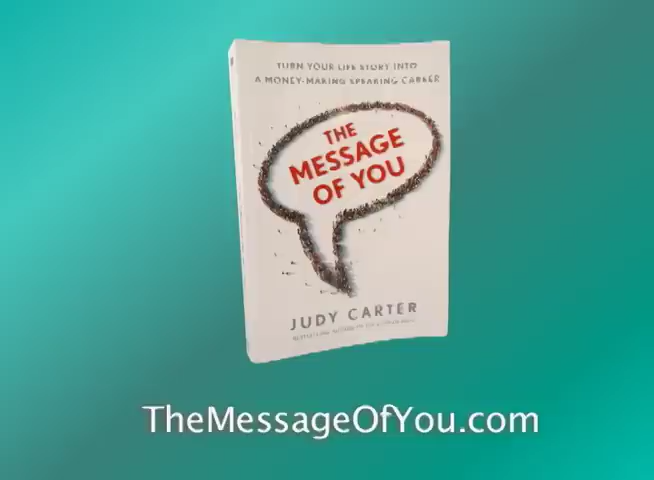 TURN YOUR LIFE STORY INTO
A MONEY-MAKING SPEAKING CAREER
THE
MESSAGE
OF YOU
JUDY CARTER
TheMessageOfYou.com